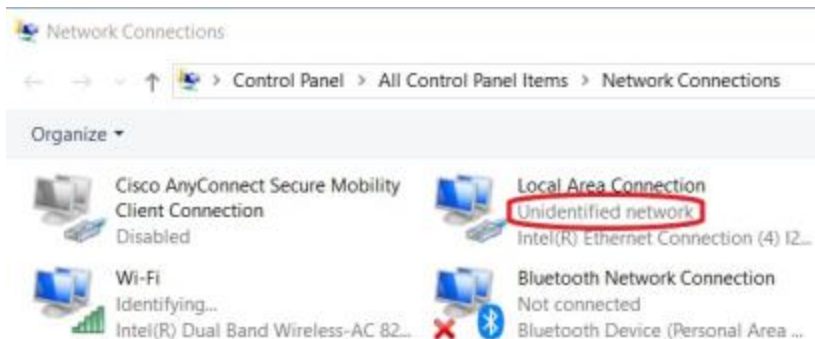 Network Connections
Control Panel > All Control Panel Items > Network Connections
Organize
Cisco AnyConnect Secure Mobility
Client Connection
Disabled
Local Area Connection
Unidentified network
Intel(R) Ethernet Connection (4) I2...
Wi-Fi
Identifying...
Intel(R) Dual Band Wireless-AC 82...
Bluetooth Network Connection
Not connected
Bluetooth Device (Personal Area ...